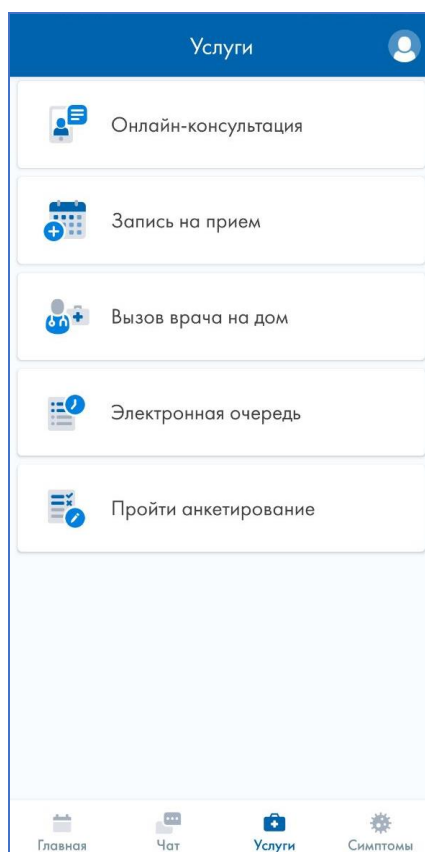 Услуги
Онлайн-консультация
Запись на прием
Вызов врача на дом
Электронная очередь
Пройти анкетирование
Главная
Чат
Услуги
Симптомы